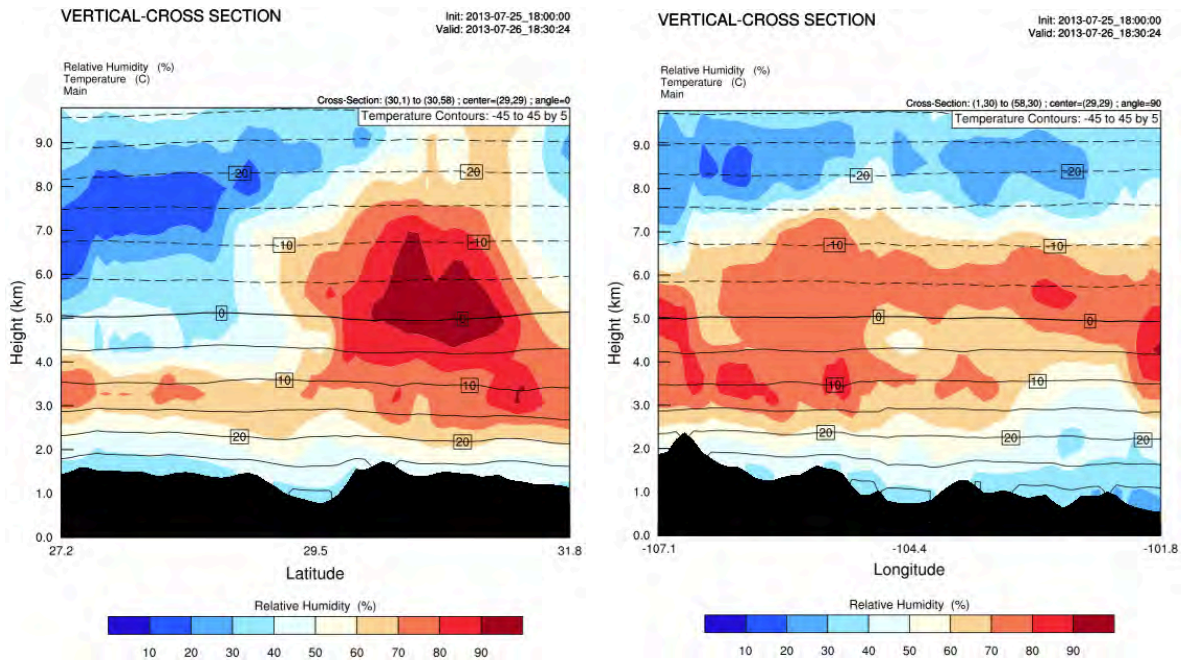 VERTICAL-CROSS SECTION
Init: 2013-07-25_18:00:00
Valid: 2013-07-26_18:30:24
Relative Humidity (%)
Temperature (C)
Main
Cross-Section: (30,1) to (30,58) ; center=(29,29) ; angle=0
Temperature Contours: -45 to 45 by 5
9.0
8.0
7.0
6.0
5.0
4.0
3.0
2.0
1.0
0.0
Height (km)
-20
-20
-10
-10
0
0
10
10
20
20
27.2 29.5 31.8
Latitude
Relative Humidity (%)
10 20 30 40 50 60 70 80 90
VERTICAL-CROSS SECTION
Init: 2013-07-25_18:00:00
Valid: 2013-07-26_18:30:24
Relative Humidity (%)
Temperature (C)
Main
Cross-Section: (1,30) to (58,30) ; center=(29,29) ; angle=90
Temperature Contours: -45 to 45 by 5
9.0
8.0
7.0
6.0
5.0
4.0
3.0
2.0
1.0
0.0
Height (km)
-20
-20
-10
-10
0
0
10
10
20
20
20
-107.1 -104.4 -101.8
Longitude
Relative Humidity (%)
10 20 30 40 50 60 70 80 90